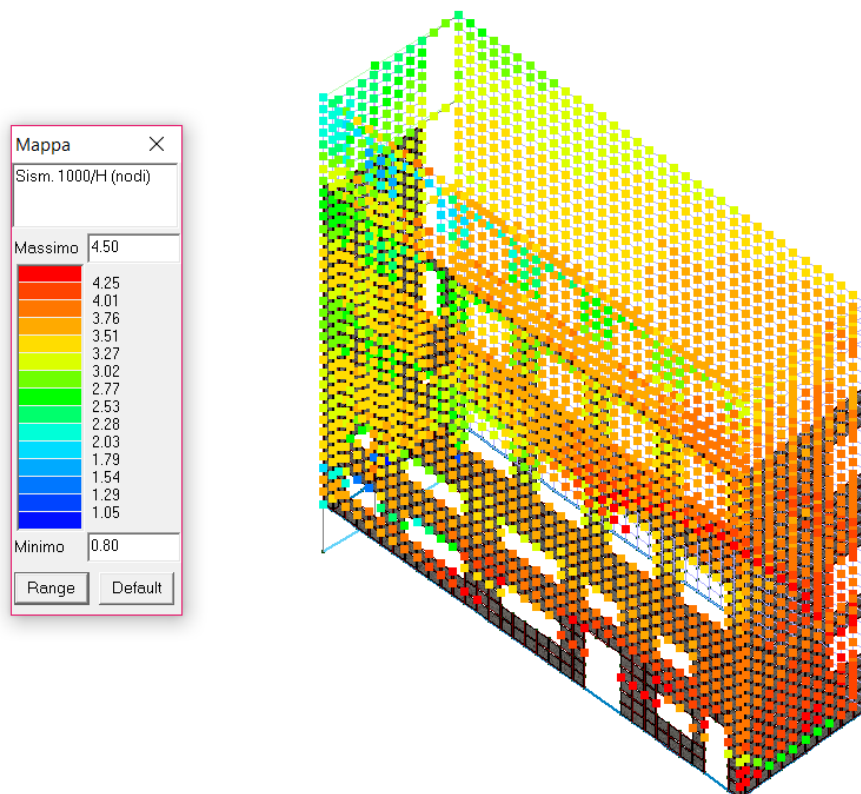 Mappa
Sism. 1000/H (nodi)
Massimo 4.50
4.25
4.01
3.76
3.51
3.27
3.02
2.77
2.53
2.28
2.03
1.79
1.54
1.29
1.05
Minimo 0.80
Range Default